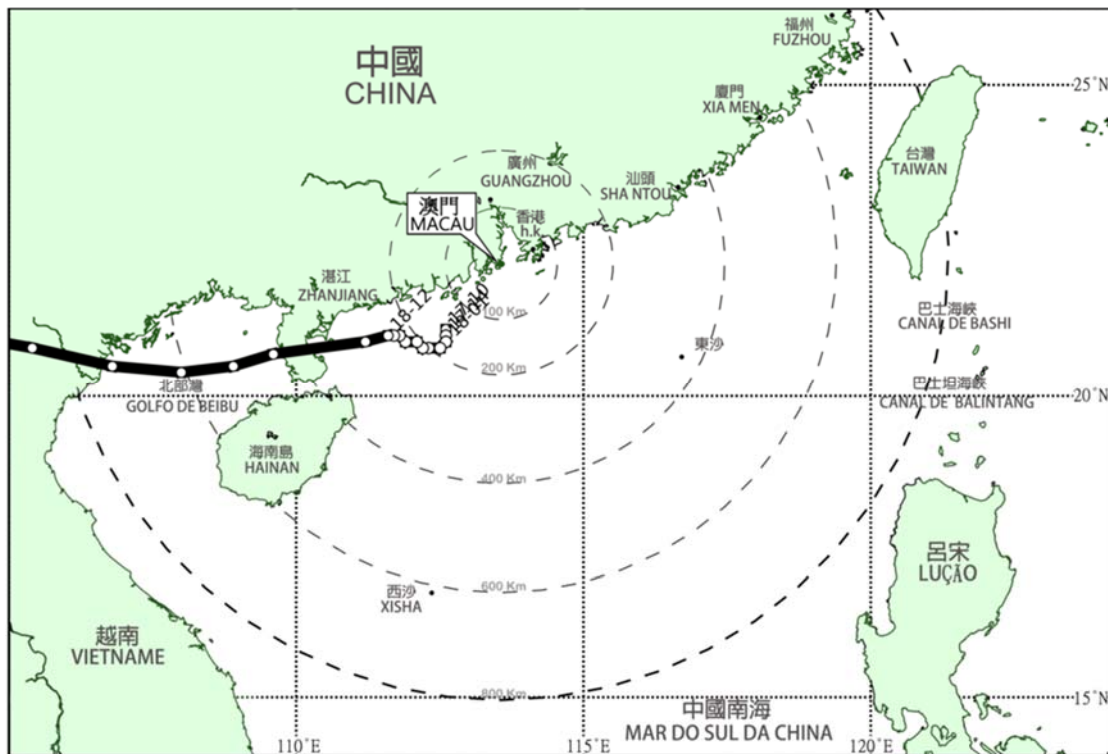 福州
FUZHOU
中國
CHINA
25°N
廈門
XIA MEN
台灣
TAIWAN
廣州
GUANGZHOU
汕頭
SHA NTOU
澳門
MACAU
香港
h.k.
湛江
ZHANJIANG
18-12
100 Km
巴士海峽
CANAL DE BASHI
東沙
200 Km
北部灣
GOLFO DE BEIBU
巴士坦海峽
CANAL DE BALINTANG
20°N
海南島
HAINAN
400 Km
呂宋
LUÇÃO
600 Km
西沙
XISHA
越南
VIETNAME
800 Km
中國南海
MAR DO SUL DA CHINA
15°N
110°E
115°E
120°E